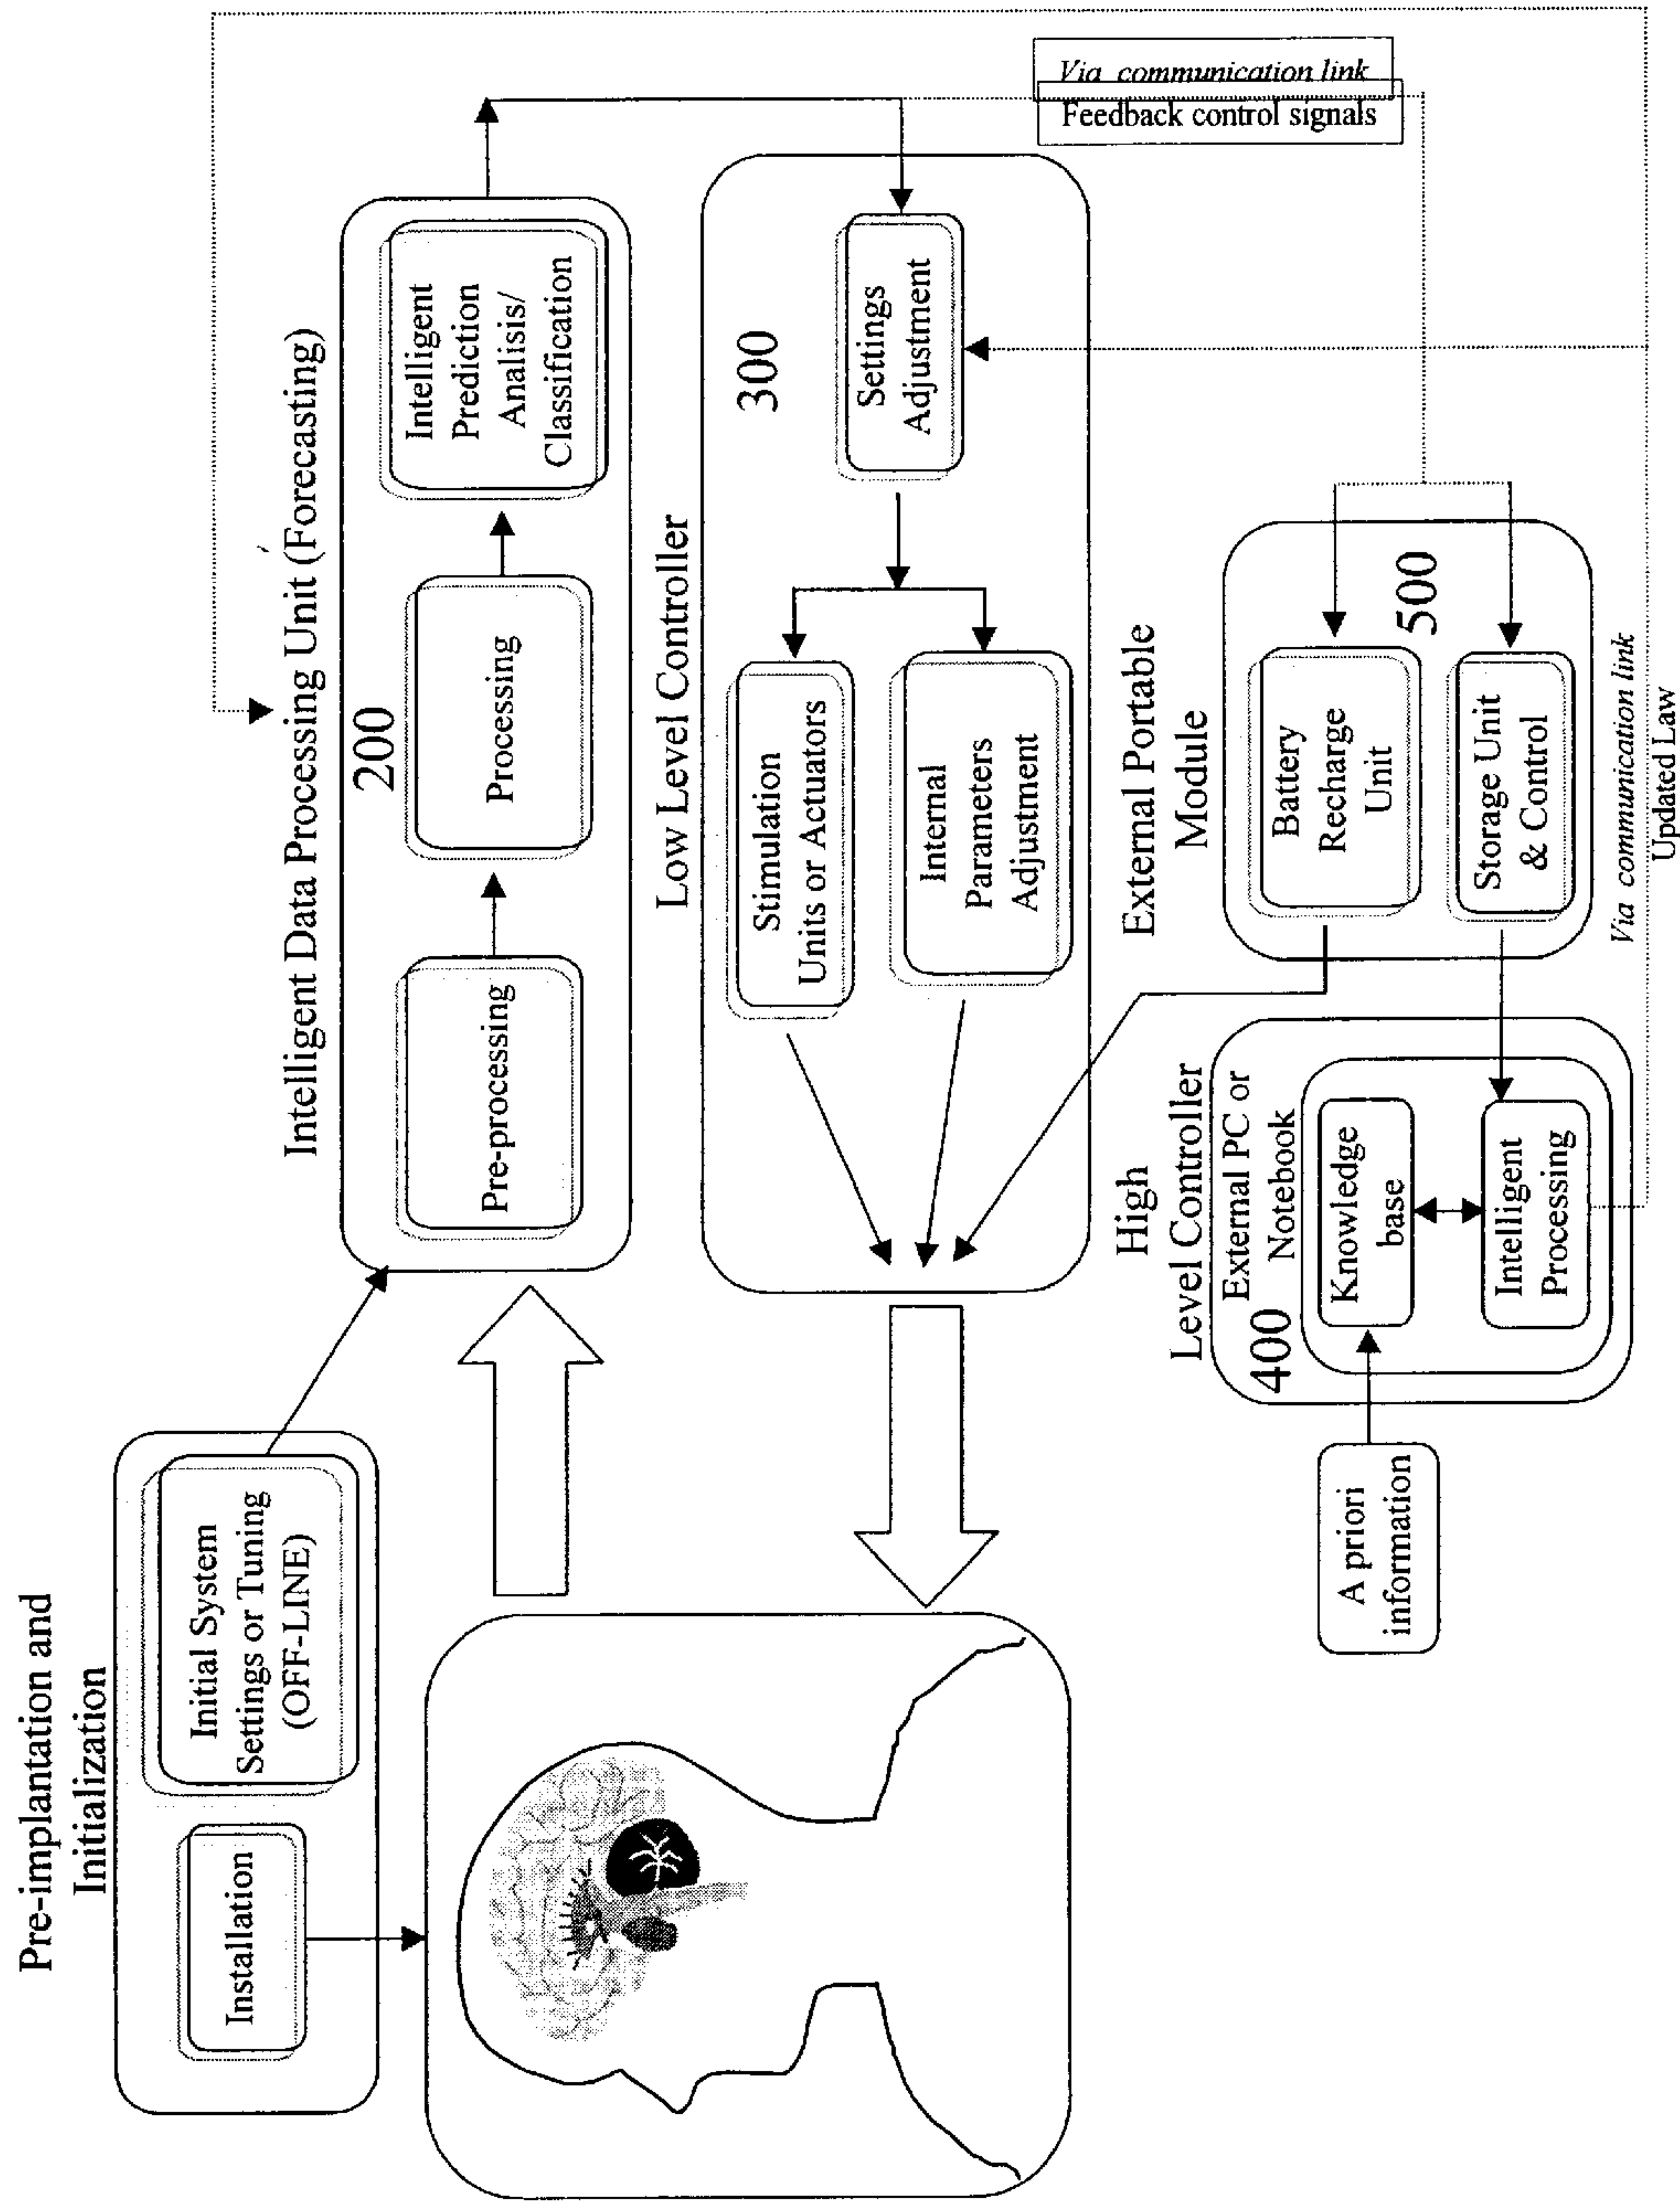 Pre-implantation and
Initialization
Installation
Initial System
Settings or Tuning
(OFF-LINE)
Intelligent Data Processing Unit (Forecasting)
200
Pre-processing
Processing
Intelligent
Prediction
Analisis/
Classification
Low Level Controller
300
Stimulation
Units or Actuators
Internal
Parameters
Adjustment
Settings
Adjustment
Via communication link
Feedback control signals
High
Level Controller
External PC or
Notebook
400
Knowledge
base
Intelligent
Processing
A priori
information
External Portable
Module
500
Battery
Recharge
Unit
Storage Unit
& Control
Via communication link
Updated Law